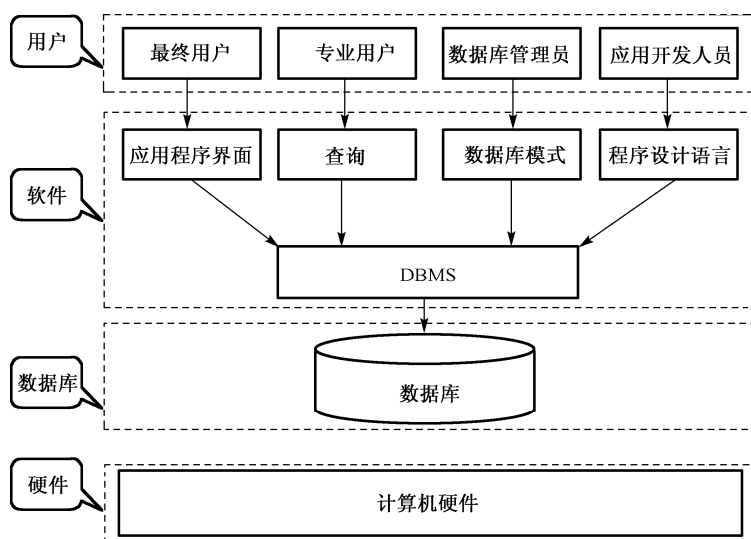 用户
最终用户
专业用户
数据库管理员
应用开发人员
软件
应用程序界面
查询
数据库模式
程序设计语言
DBMS
数据库
数据库
硬件
计算机硬件